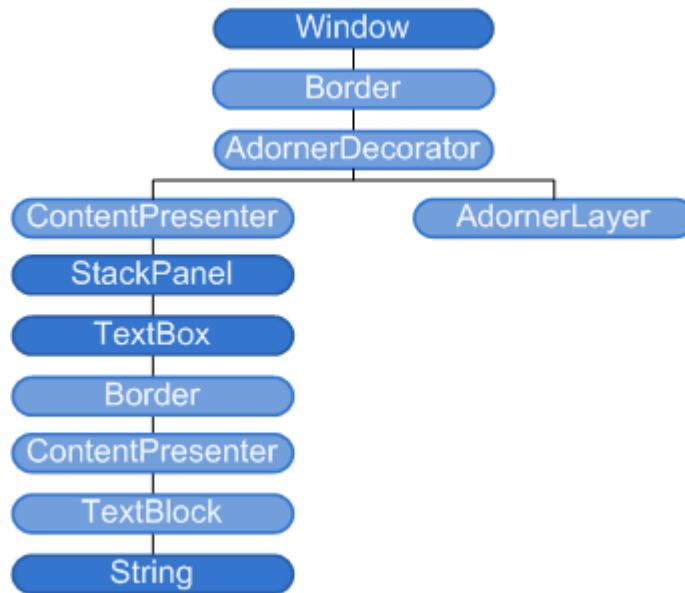 Window
Border
AdornerDecorator
ContentPresenter
AdornerLayer
StackPanel
TextBox
Border
ContentPresenter
TextBlock
String